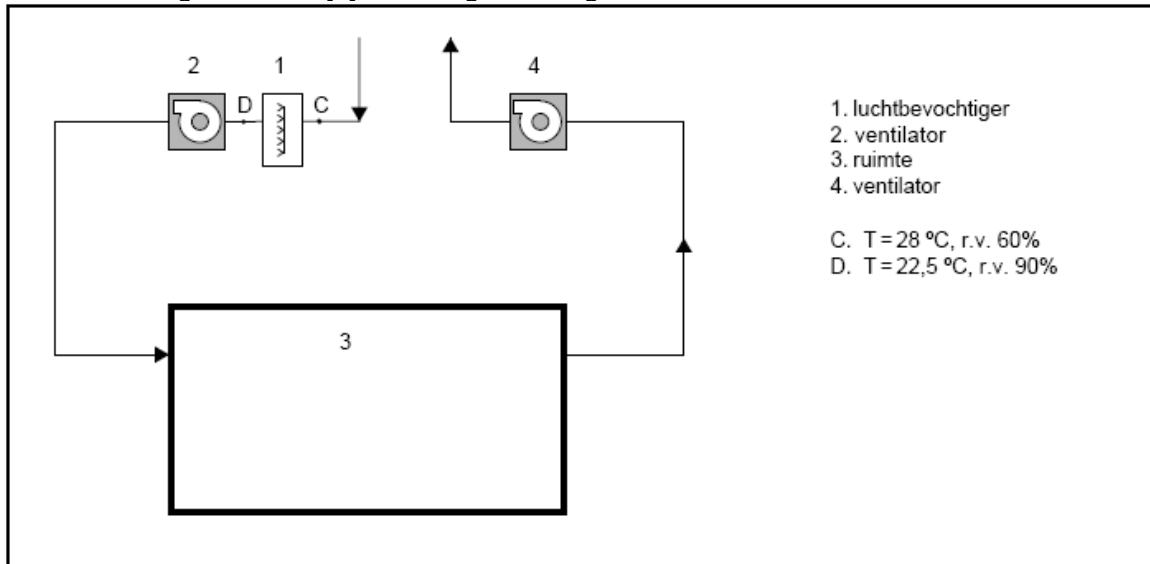 2
1
4
D
C
1. luchtbevochtiger
2. ventilator
3. ruimte
4. ventilator
C. T = 28 ºC, r.v. 60%
D. T = 22,5 ºC, r.v. 90%
3